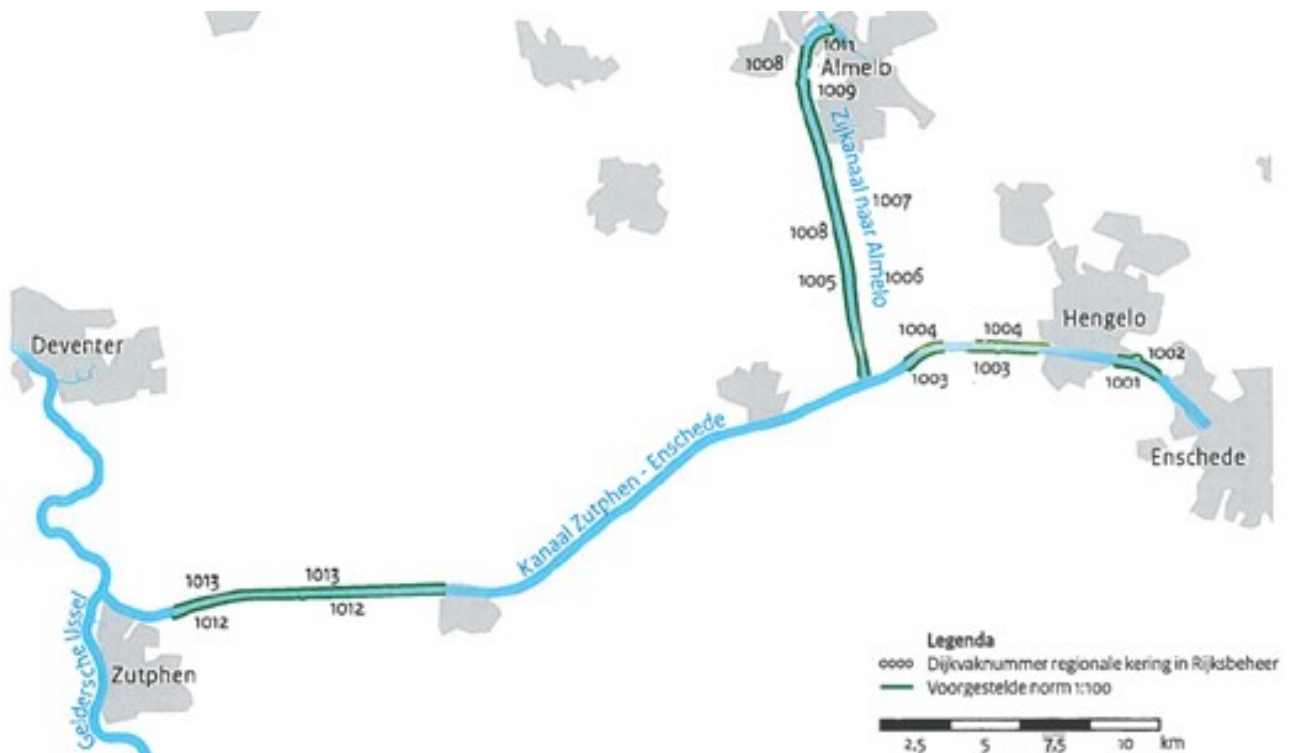 1011
1008
Almelo
1009
Zijkanaal naar Almelo
1007
1008
1006
1005
Hengelo
Deventer
1004
1004
1002
1003
1003
1001
Enschede
Kanaal Zutphen - Enschede
1013
1013
1012
1012
Geldersche IJssel
Zutphen
Legenda
0000 Dijkvaknummer regionale kering in Rijksbeheer
Voorgestelde norm 1:100
2,5 5 7,5 10 km